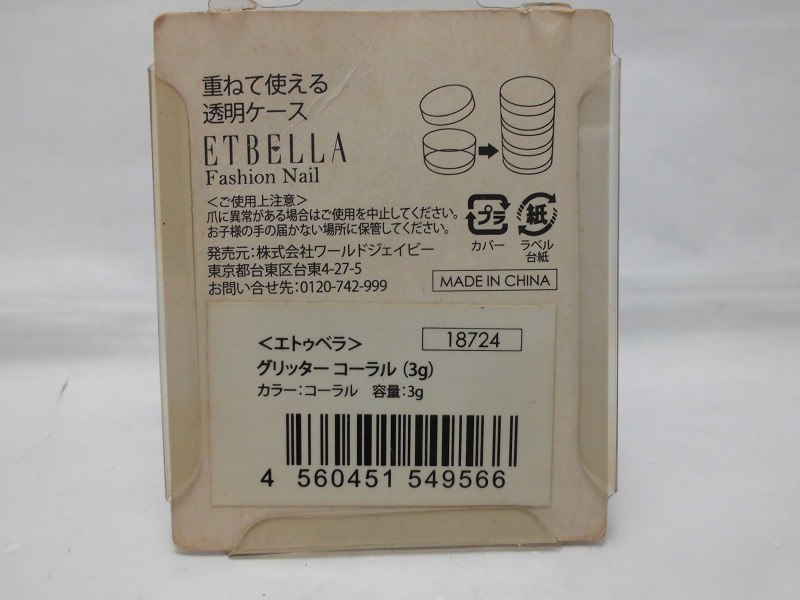 重ねて使える
透明ケース
ETBELLA
Fashion Nail
＜ご使用上注意＞
爪に異常がある場合はご使用を中止してください。
お子様の手の届かない場所に保管してください。
プラ
カバー
紙
ラベル
台紙
発売元：株式会社ワールドジェイビー
東京都台東区台東4-27-5
お問い合せ先：0120-742-999
MADE IN CHINA
＜エトゥベラ＞
18724
グリッター コーラル（3g）
カラー：コーラル　容量：3g
4 560451 549566